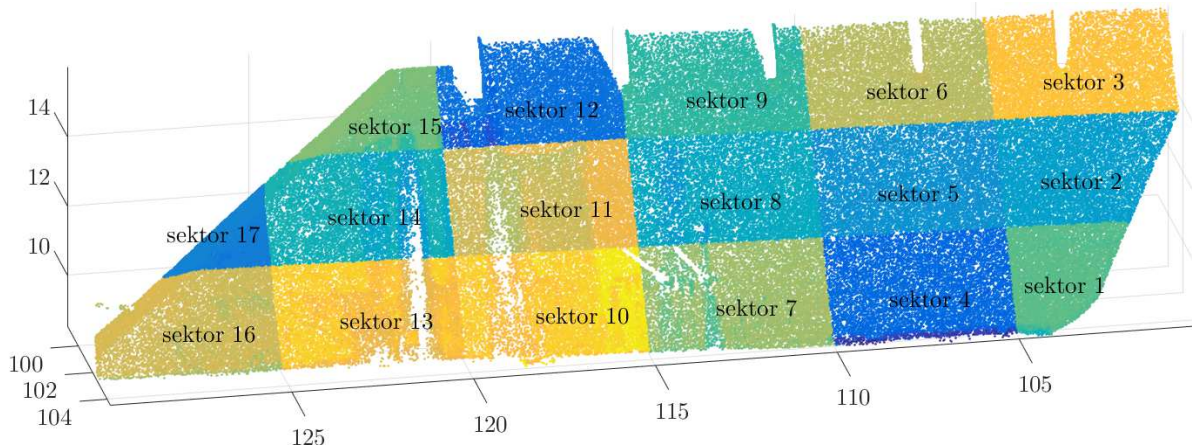 14
12
10
100
102
104
125
120
115
110
105
sektor 15
sektor 12
sektor 9
sektor 6
sektor 3
sektor 17
sektor 14
sektor 11
sektor 8
sektor 5
sektor 2
sektor 16
sektor 13
sektor 10
sektor 7
sektor 4
sektor 1